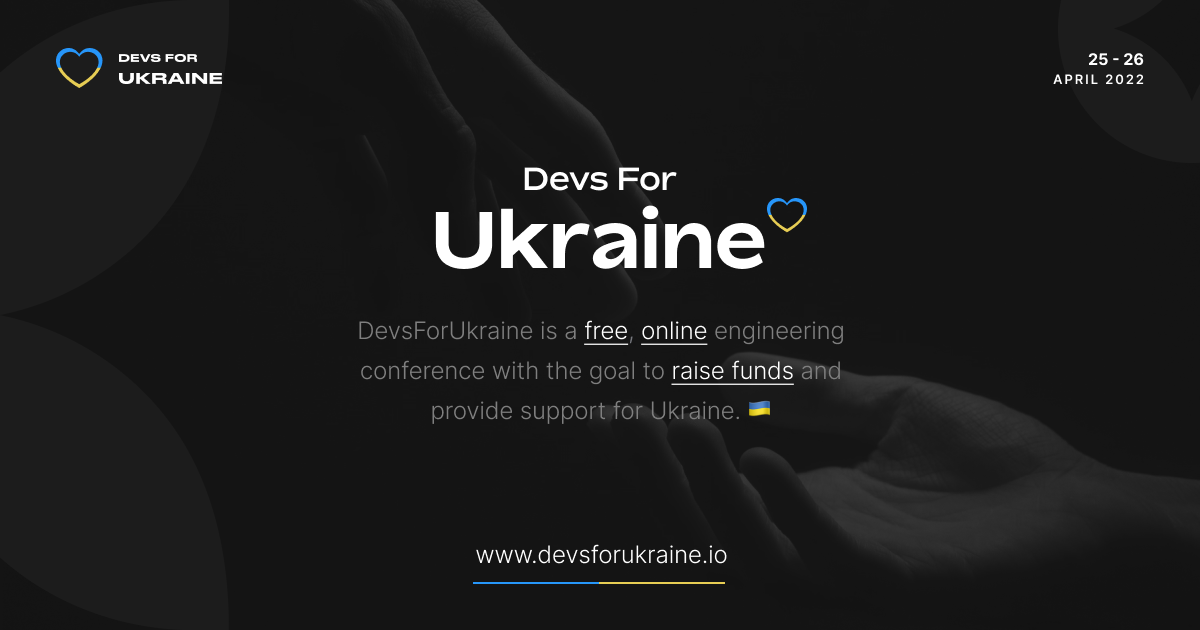 DEVS FOR
UKRAINE
25 - 26
APRIL 2022
Devs For
Ukraine
DevsForUkraine is a free, online engineering
conference with the goal to raise funds and
provide support for Ukraine. 🇺🇦
www.devsforukraine.io